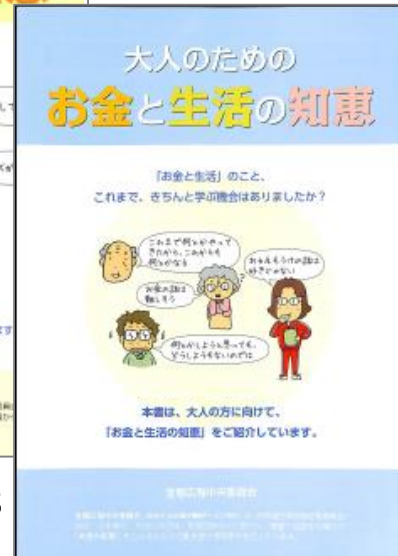 大人のための
お金と生活の知恵
「お金と生活」のこと、
これまで、きちんと学ぶ機会はありましたか？
これまで何とかやって
きたから、これからも
何とかなる
お金の話は
難しそう
おカネもうけの話は
好きじゃない
何とかしようと思っても、
どうしようもないのでは
本書は、大人の方に向けて、
「お金と生活の知恵」をご紹介しています。
金融広報中央委員会